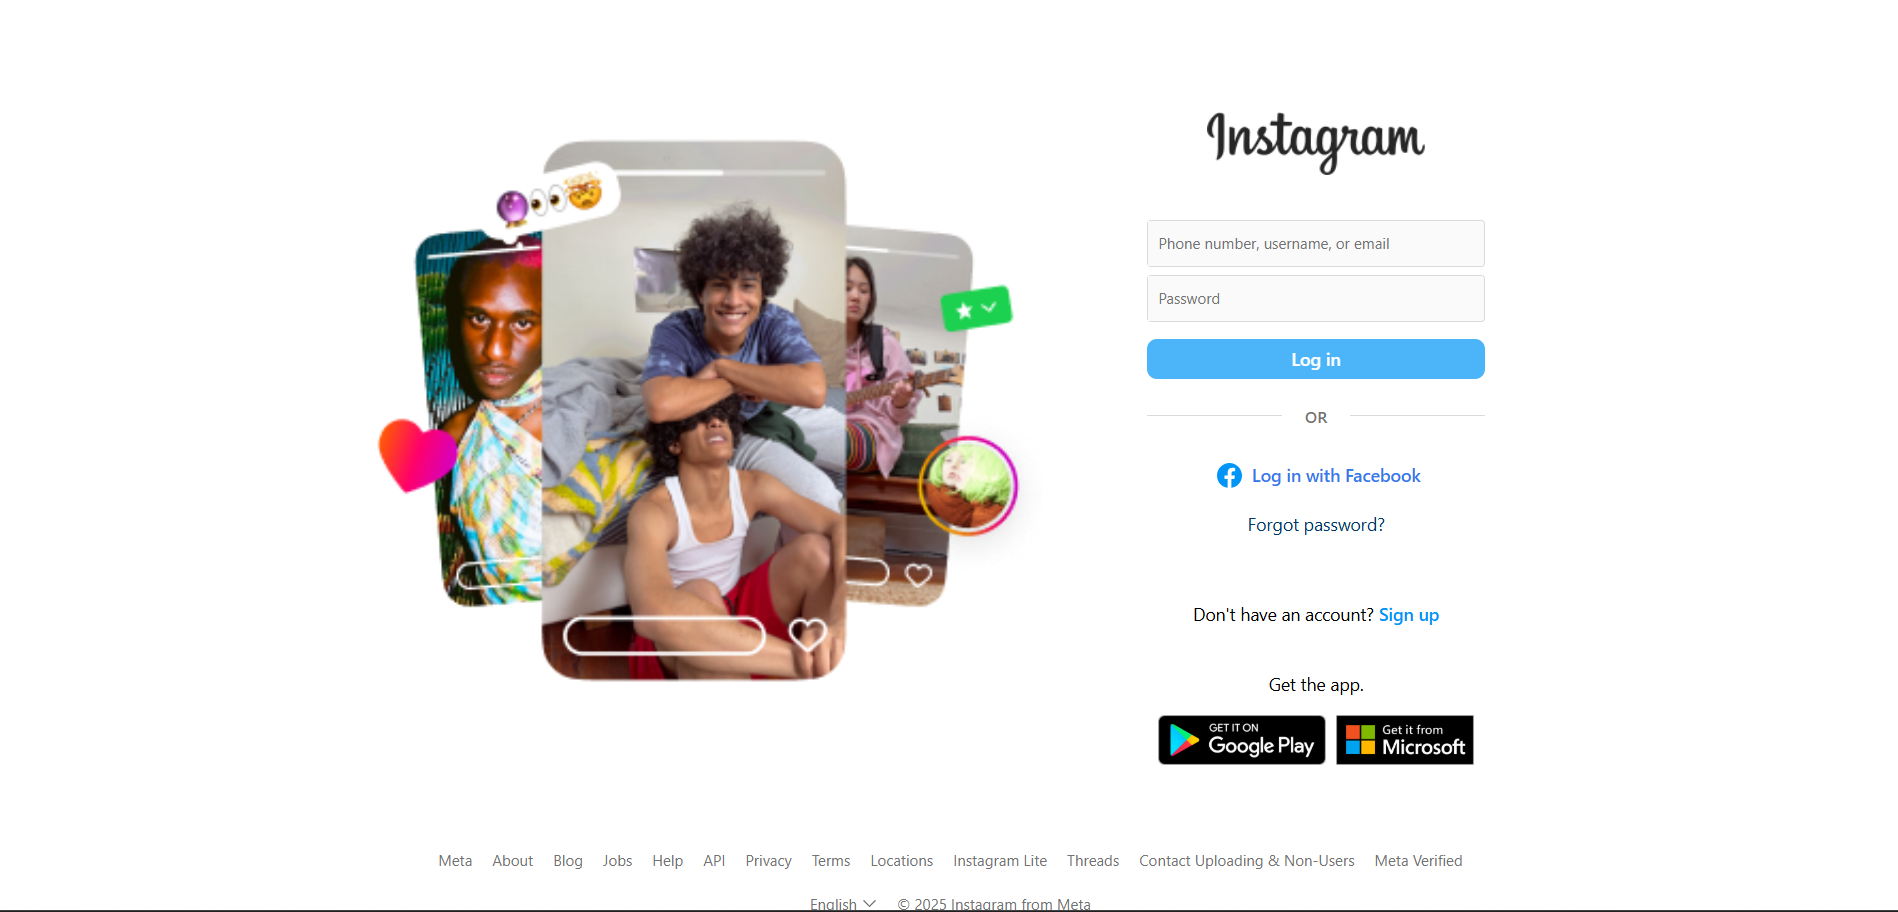 Instagram
Phone number, username, or email
Password
Log in
OR
Log in with Facebook
Forgot password?
Don't have an account? Sign up
Get the app.
GET IT ON
Google Play
Get it from
Microsoft
Meta About Blog Jobs Help API Privacy Terms Locations Instagram Lite Threads Contact Uploading & Non-Users Meta Verified
English © 2025 Instagram from Meta